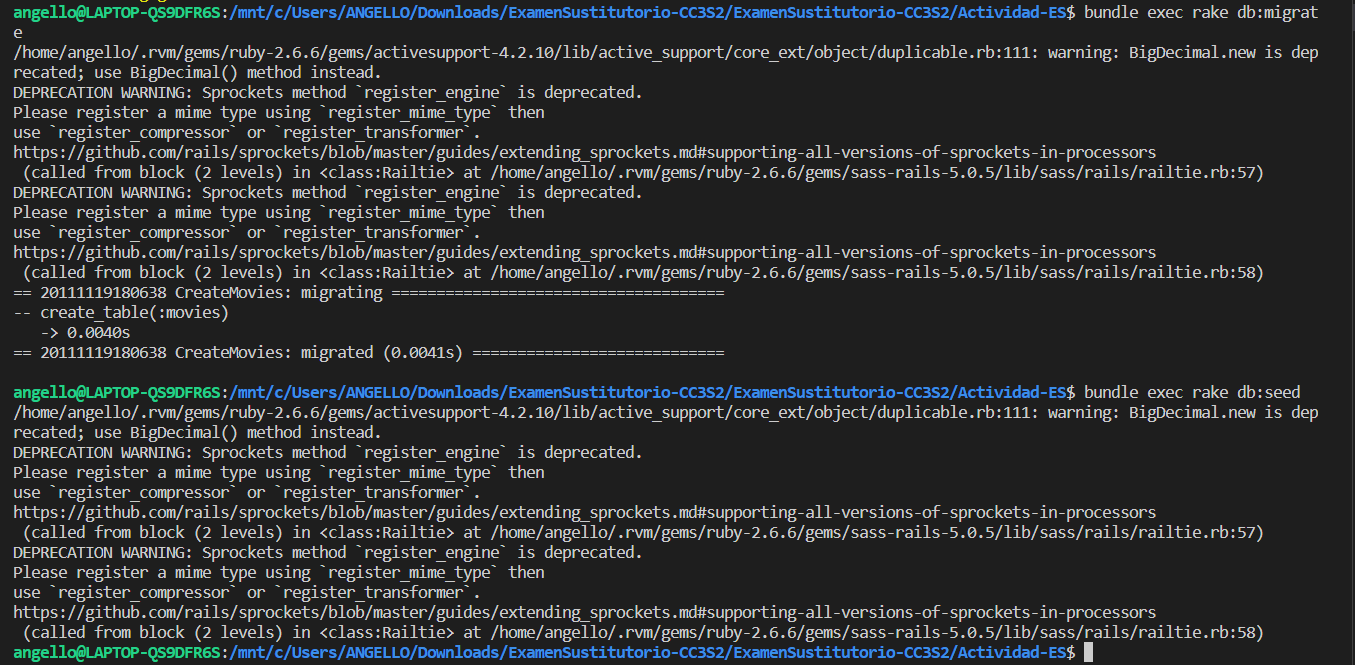 angello@LAPTOP-QS9DFR6S:/mnt/c/Users/ANGELLO/Downloads/ExamenSustitutorio-CC3S2/ExamenSustitutorio-CC3S2/Actividad-ES$ bundle exec rake db:migrat
e
/home/angello/.rvm/gems/ruby-2.6.6/gems/activesupport-4.2.10/lib/active_support/core_ext/object/duplicable.rb:111: warning: BigDecimal.new is dep
recated; use BigDecimal() method instead.
DEPRECATION WARNING: Sprockets method `register_engine` is deprecated.
Please register a mime type using `register_mime_type` then
use `register_compressor` or `register_transformer`.
https://github.com/rails/sprockets/blob/master/guides/extending_sprockets.md#supporting-all-versions-of-sprockets-in-processors
 (called from block (2 levels) in <class:Railtie> at /home/angello/.rvm/gems/ruby-2.6.6/gems/sass-rails-5.0.5/lib/sass/rails/railtie.rb:57)
DEPRECATION WARNING: Sprockets method `register_engine` is deprecated.
Please register a mime type using `register_mime_type` then
use `register_compressor` or `register_transformer`.
https://github.com/rails/sprockets/blob/master/guides/extending_sprockets.md#supporting-all-versions-of-sprockets-in-processors
 (called from block (2 levels) in <class:Railtie> at /home/angello/.rvm/gems/ruby-2.6.6/gems/sass-rails-5.0.5/lib/sass/rails/railtie.rb:58)
== 20111119180638 CreateMovies: migrating =====================================
-- create_table(:movies)
   -> 0.0040s
== 20111119180638 CreateMovies: migrated (0.0041s) ============================

angello@LAPTOP-QS9DFR6S:/mnt/c/Users/ANGELLO/Downloads/ExamenSustitutorio-CC3S2/ExamenSustitutorio-CC3S2/Actividad-ES$ bundle exec rake db:seed
/home/angello/.rvm/gems/ruby-2.6.6/gems/activesupport-4.2.10/lib/active_support/core_ext/object/duplicable.rb:111: warning: BigDecimal.new is dep
recated; use BigDecimal() method instead.
DEPRECATION WARNING: Sprockets method `register_engine` is deprecated.
Please register a mime type using `register_mime_type` then
use `register_compressor` or `register_transformer`.
https://github.com/rails/sprockets/blob/master/guides/extending_sprockets.md#supporting-all-versions-of-sprockets-in-processors
 (called from block (2 levels) in <class:Railtie> at /home/angello/.rvm/gems/ruby-2.6.6/gems/sass-rails-5.0.5/lib/sass/rails/railtie.rb:57)
DEPRECATION WARNING: Sprockets method `register_engine` is deprecated.
Please register a mime type using `register_mime_type` then
use `register_compressor` or `register_transformer`.
https://github.com/rails/sprockets/blob/master/guides/extending_sprockets.md#supporting-all-versions-of-sprockets-in-processors
 (called from block (2 levels) in <class:Railtie> at /home/angello/.rvm/gems/ruby-2.6.6/gems/sass-rails-5.0.5/lib/sass/rails/railtie.rb:58)
angello@LAPTOP-QS9DFR6S:/mnt/c/Users/ANGELLO/Downloads/ExamenSustitutorio-CC3S2/ExamenSustitutorio-CC3S2/Actividad-ES$